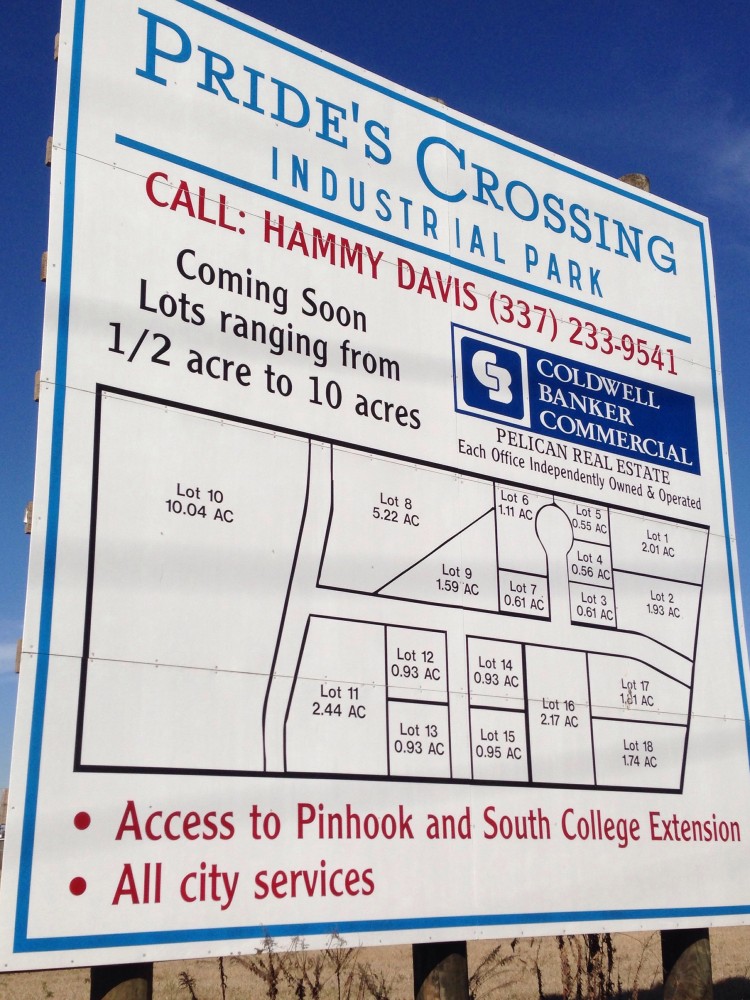 PRIDE'S CROSSING
INDUSTRIAL PARK
CALL: HAMMY DAVIS (337) 233-9541
Coming Soon
Lots ranging from
1/2 acre to 10 acres
CB
COLDWELL
BANKER
COMMERCIAL
PELICAN REAL ESTATE
Each Office Independently Owned & Operated
Lot 10
10.04 AC
Lot 8
5.22 AC
Lot 9
1.59 AC
Lot 6
1.11 AC
Lot 7
0.61 AC
Lot 5
0.55 AC
Lot 4
0.56 AC
Lot 3
0.61 AC
Lot 1
2.01 AC
Lot 2
1.93 AC
Lot 11
2.44 AC
Lot 12
0.93 AC
Lot 13
0.93 AC
Lot 14
0.93 AC
Lot 15
0.95 AC
Lot 16
2.17 AC
Lot 17
AC
Lot 18
1.74 AC
• Access to Pinhook and South College Extension
• All city services